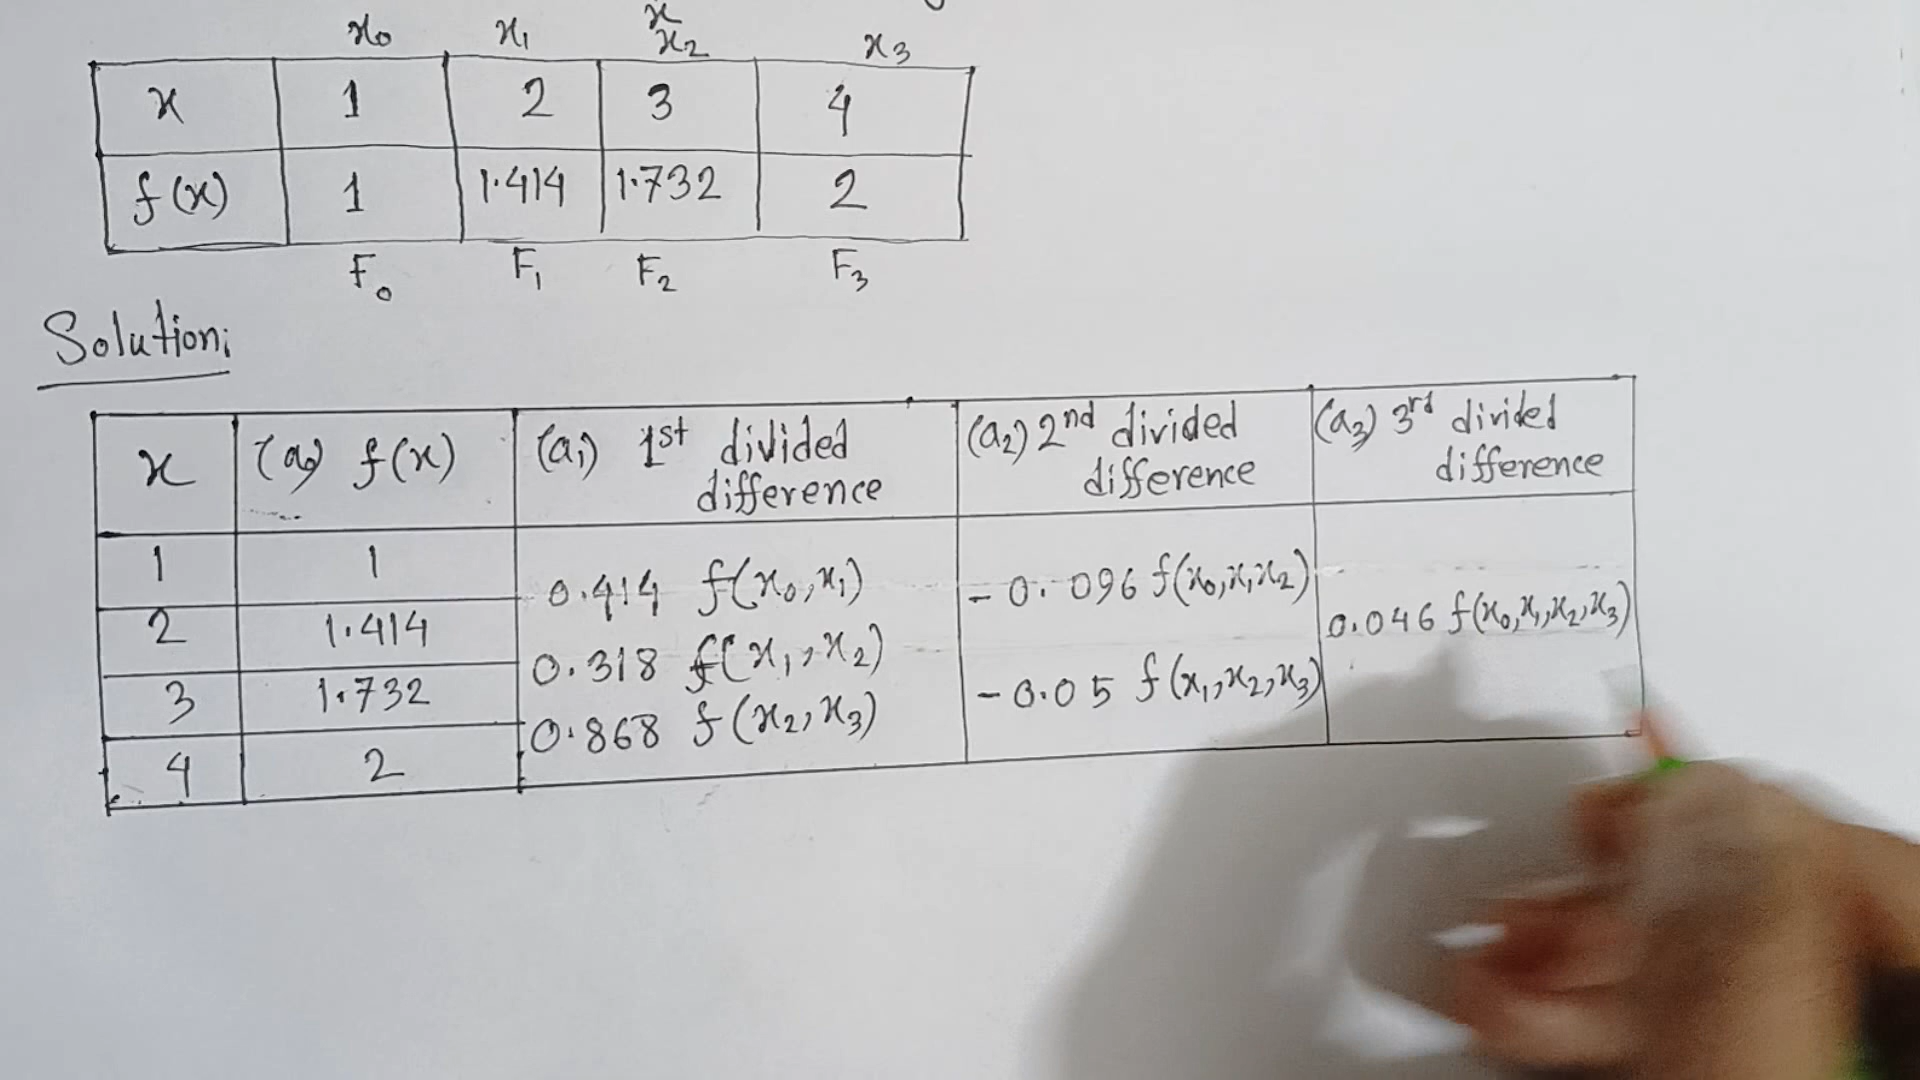 x
x₀ x₁ x₂ x₃
x 1 2 3 4
f(x) 1 1.414 1.732 2
F₀ F₁ F₂ F₃
Solution:
x (a₀) f(x) (a₁) 1st divided difference (a₂) 2nd divided difference (a₃) 3rd divided difference
1 1
0.414 f(x₀,x₁) -0.096 f(x₀,x₁,x₂)
2 1.414 0.046 f(x₀,x₁,x₂,x₃)
0.318 f(x₁,x₂)
3 1.732 -0.05 f(x₁,x₂,x₃)
0.868 f(x₂,x₃)
4 2